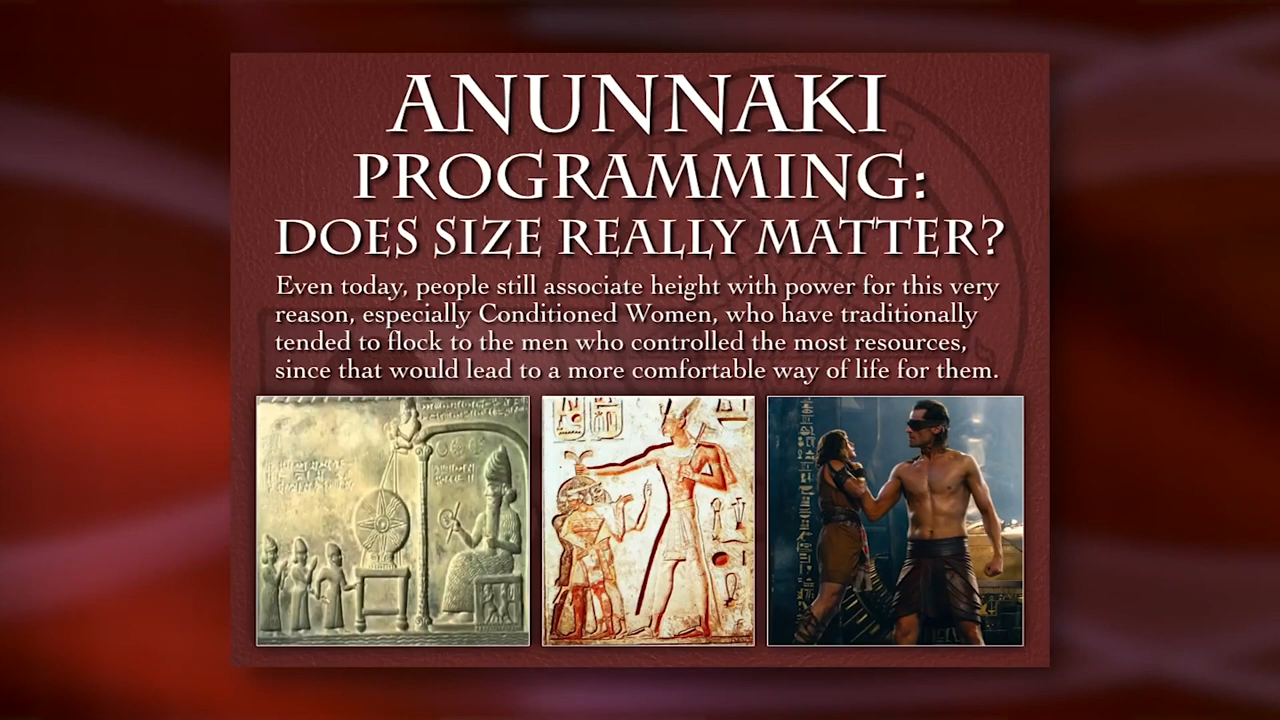 ANUNNAKI
PROGRAMMING:
DOES SIZE REALLY MATTER?
Even today, people still associate height with power for this very
reason, especially Conditioned Women, who have traditionally
tended to flock to the men who controlled the most resources,
since that would lead to a more comfortable way of life for them.